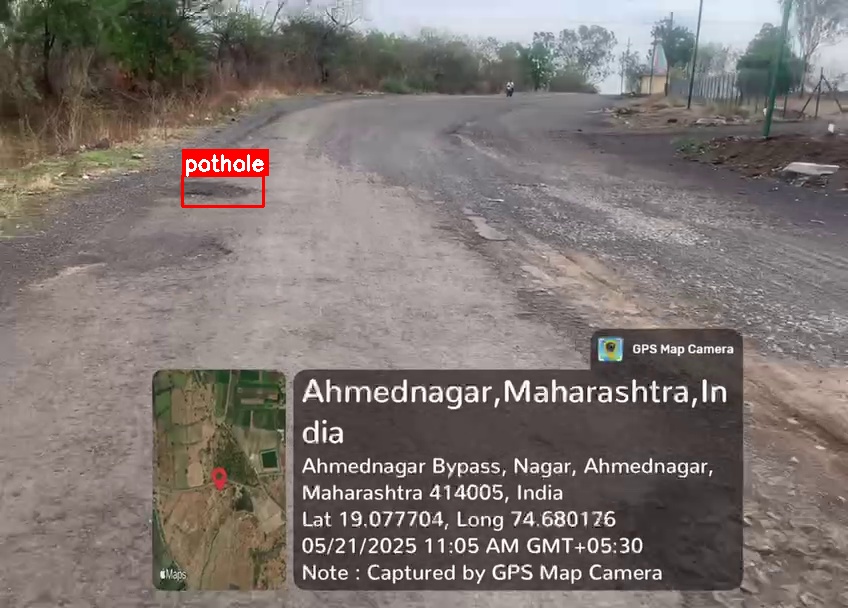 pothole
GPS Map Camera
Ahmednagar,Maharashtra,In
dia
Ahmednagar Bypass, Nagar, Ahmednagar,
Maharashtra 414005, India
Lat 19.077704, Long 74.680176
05/21/2025 11:05 AM GMT+05:30
Note : Captured by GPS Map Camera
Maps